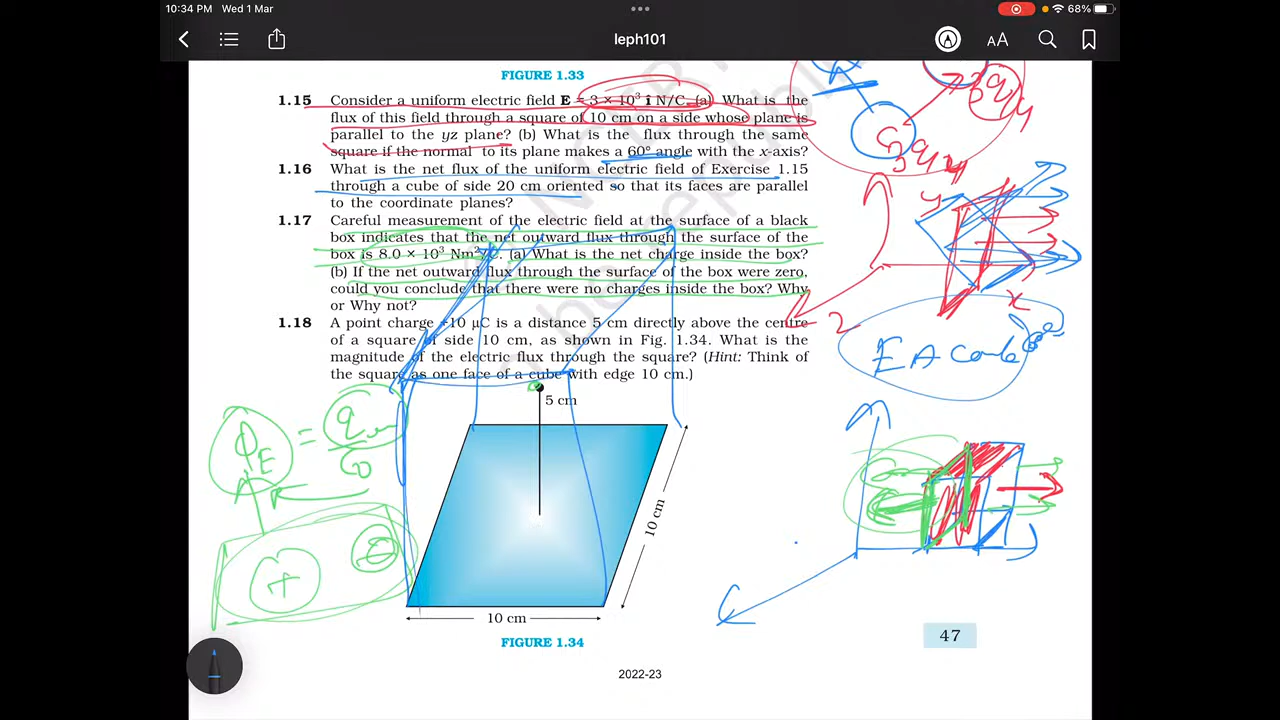 10:34 PM Wed 1 Mar
68%
leph101
AA
FIGURE 1.33
1.15 Consider a uniform electric field E = 3 × 10³ î N/C. (a) What is the
flux of this field through a square of 10 cm on a side whose plane is
parallel to the yz plane? (b) What is the flux through the same
square if the normal to its plane makes a 60° angle with the x-axis?
1.16 What is the net flux of the uniform electric field of Exercise 1.15
through a cube of side 20 cm oriented so that its faces are parallel
to the coordinate planes?
1.17 Careful measurement of the electric field at the surface of a black
box indicates that the net outward flux through the surface of the
box is 8.0 × 10³ Nm²/C. (a) What is the net charge inside the box?
(b) If the net outward flux through the surface of the box were zero,
could you conclude that there were no charges inside the box? Why
or Why not?
1.18 A point charge +10 μC is a distance 5 cm directly above the centre
of a square of side 10 cm, as shown in Fig. 1.34. What is the
magnitude of the electric flux through the square? (Hint: Think of
the square as one face of a cube with edge 10 cm.)
5 cm
10 cm
10 cm
FIGURE 1.34
47
2022-23
y
x
z
E A
ϕE =
+